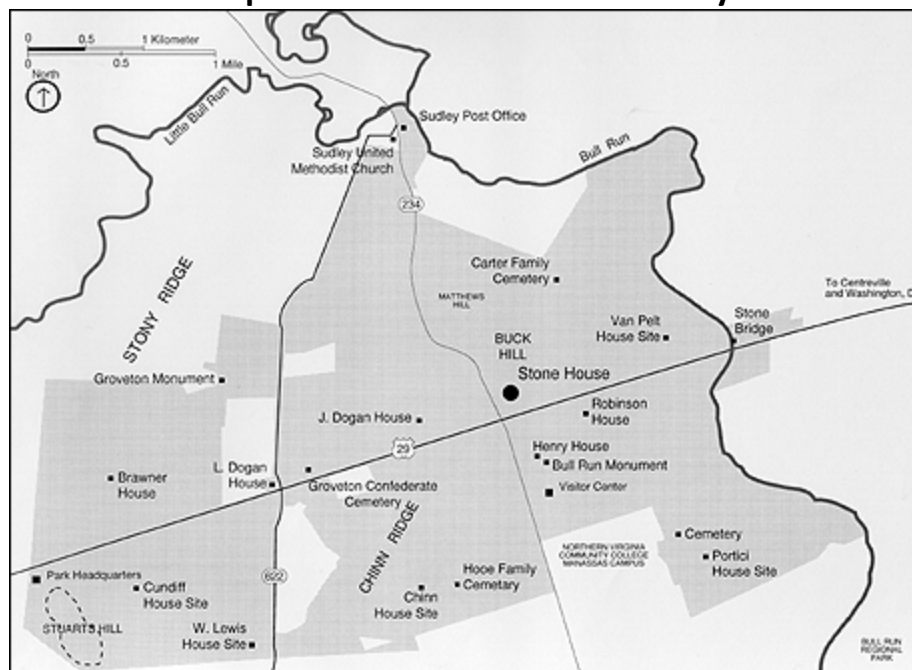 0 0.5 1 Kilometer
0 0.5 1 Mile
North
Little Bull Run
Sudley Post Office
Sudley United
Methodist Church
Bull Run
234
STONY RIDGE
Carter Family
Cemetery
MATTHEWS
HILL
To Centreville
and Washington, D
Van Pelt
House Site
Stone
Bridge
BUCK
HILL
Stone House
Groveton Monument
J. Dogan House
Robinson
House
29
Henry House
Bull Run Monument
Visitor Center
Brawner
House
L. Dogan
House
Groveton Confederate
Cemetery
CHINN RIDGE
Cemetery
Portici
House Site
NORTHERN VIRGINIA
COMMUNITY COLLEGE
MANASSAS CAMPUS
Park Headquarters
Cundiff
House Site
622
Hooe Family
Cemetary
Chinn
House Site
STUARTS HILL
W. Lewis
House Site
BULL RUN
REGIONAL
PARK